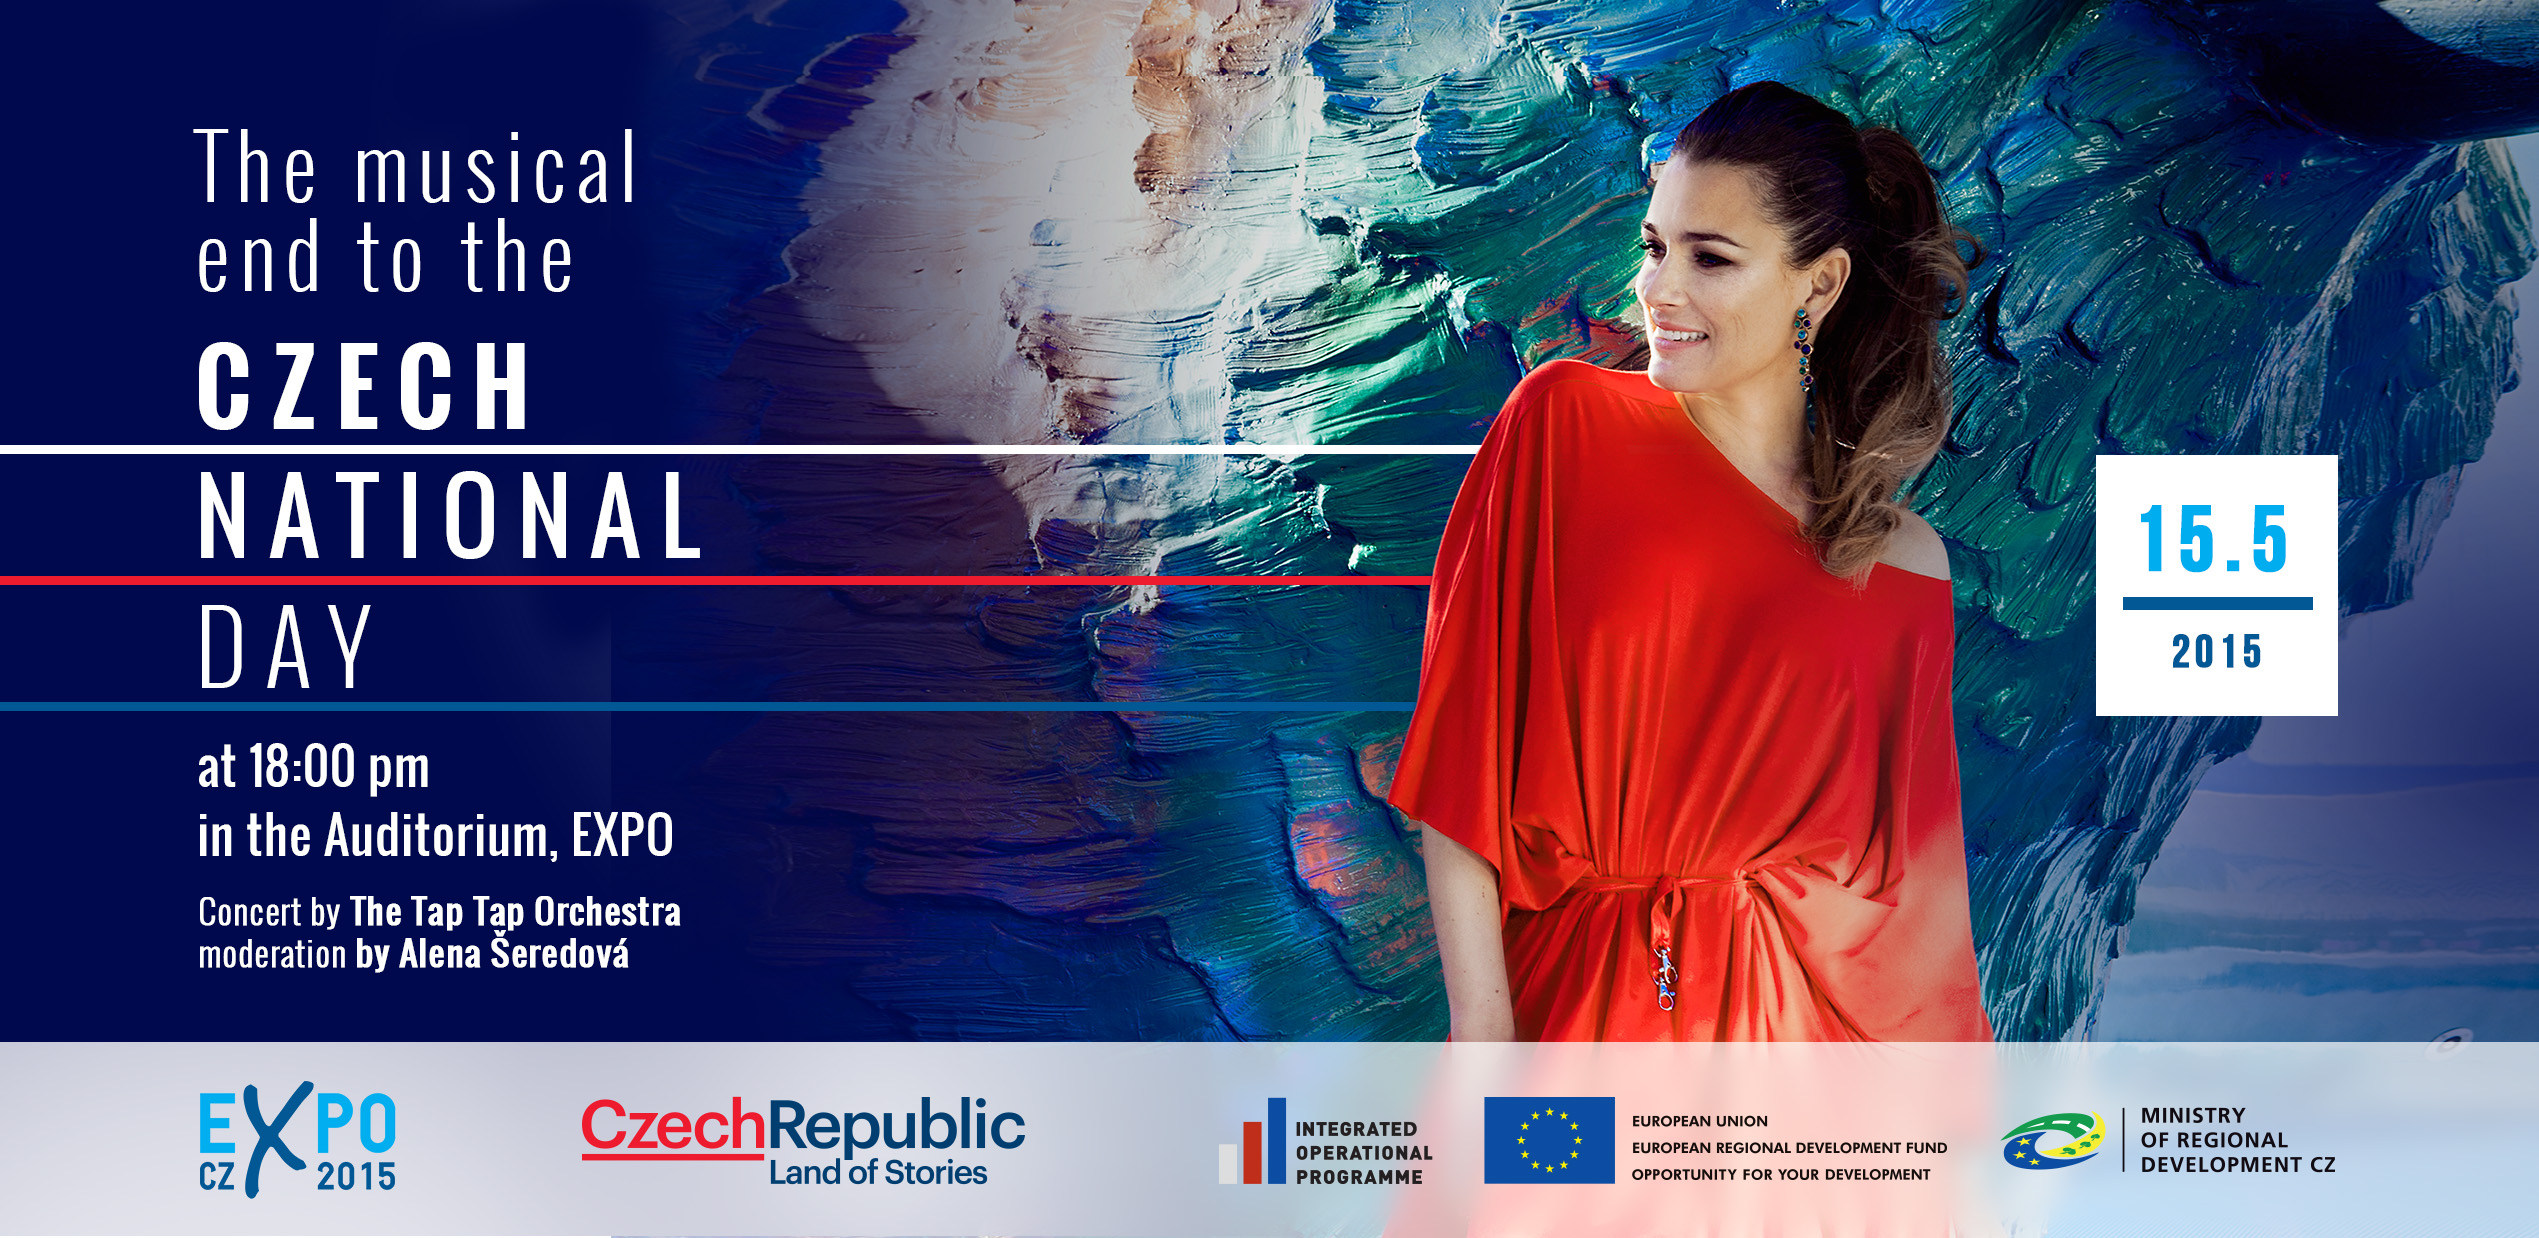 The musical
end to the
CZECH
NATIONAL
DAY
at 18:00 pm
in the Auditorium, EXPO
Concert by The Tap Tap Orchestra
moderation by Alena Šeredová
15.5
2015
EXPO
CZ 2015
CzechRepublic
Land of Stories
INTEGRATED
OPERATIONAL
PROGRAMME
EUROPEAN UNION
EUROPEAN REGIONAL DEVELOPMENT FUND
OPPORTUNITY FOR YOUR DEVELOPMENT
MINISTRY
OF REGIONAL
DEVELOPMENT CZ